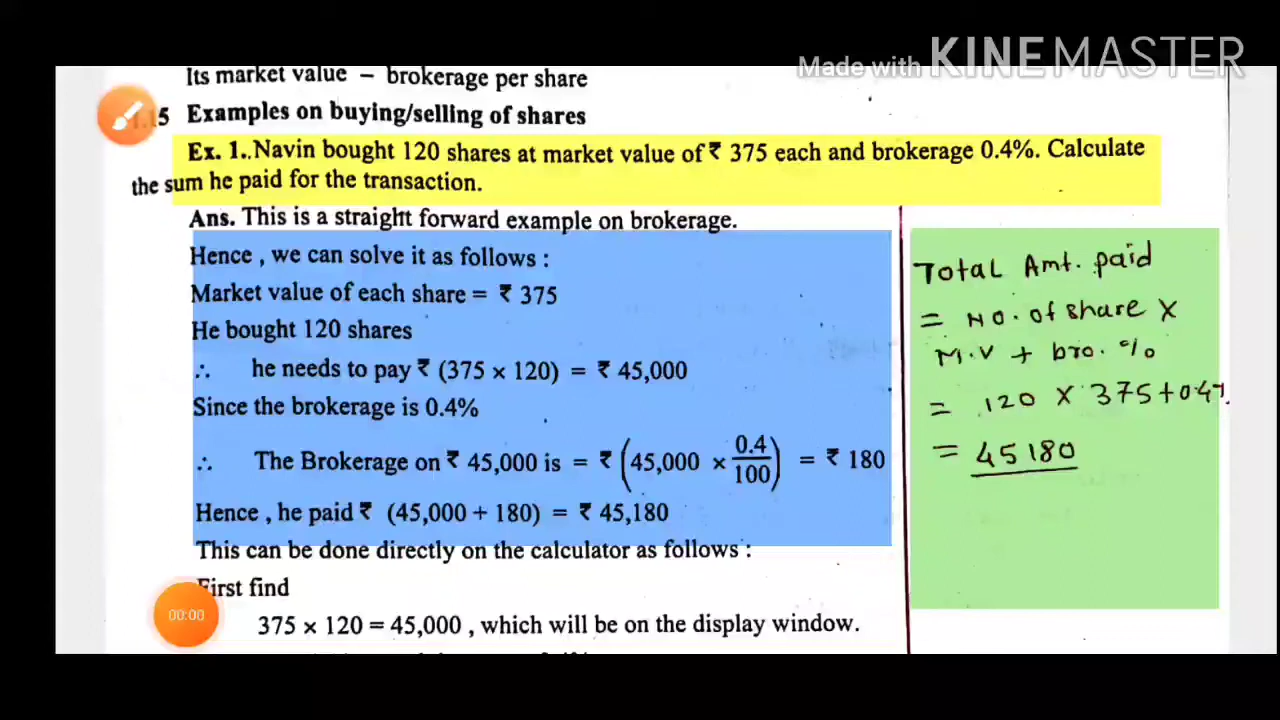 Made with KINEMASTER
Its market value – brokerage per share
.15 Examples on buying/selling of shares
Ex. 1..Navin bought 120 shares at market value of ₹ 375 each and brokerage 0.4%. Calculate
the sum he paid for the transaction.
Ans. This is a straight forward example on brokerage.
Hence , we can solve it as follows :
Market value of each share = ₹ 375
He bought 120 shares
∴ he needs to pay ₹ (375 × 120) = ₹ 45,000
Since the brokerage is 0.4%
∴ The Brokerage on ₹ 45,000 is = ₹ (45,000 × 0.4/100) = ₹ 180
Hence , he paid ₹ (45,000 + 180) = ₹ 45,180
This can be done directly on the calculator as follows :
First find
00:00
375 × 120 = 45,000 , which will be on the display window.
Total Amt. paid
= No. of share ×
M.V + bro. %
= 120 × 375 + 0.4%
= 45180